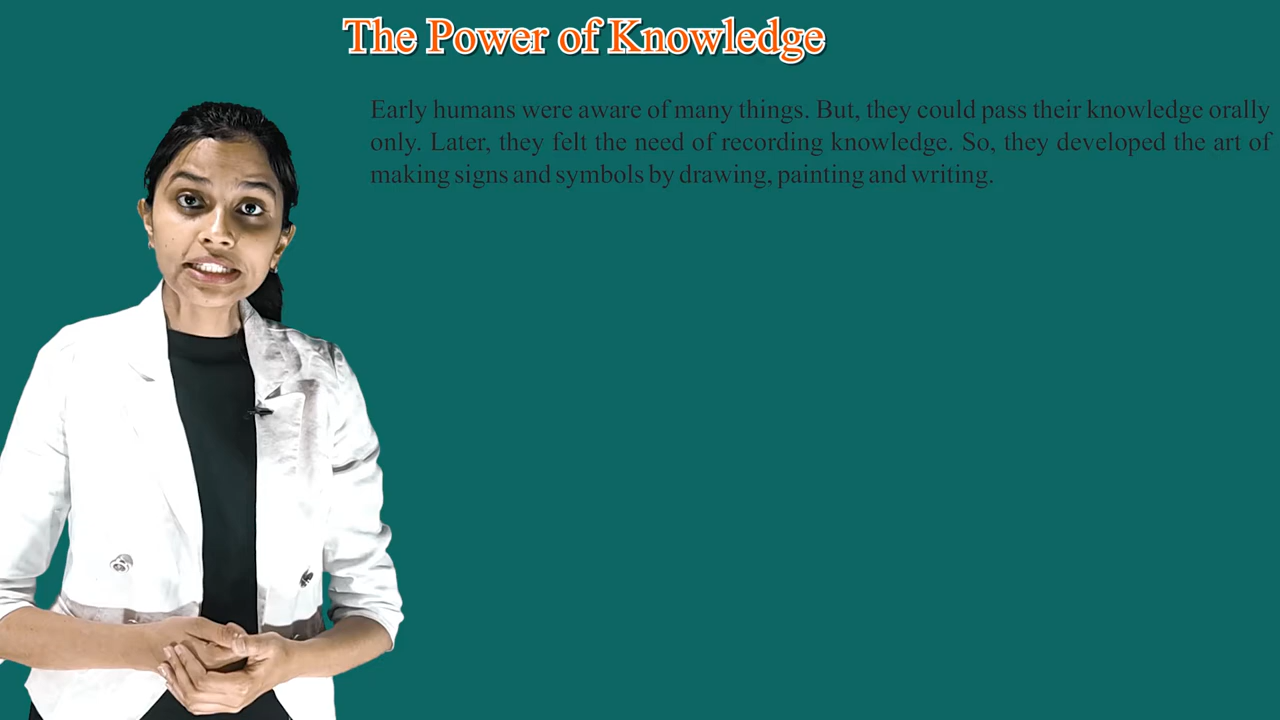 The Power of Knowledge
Early humans were aware of many things. But, they could pass their knowledge orally
only. Later, they felt the need of recording knowledge. So, they developed the art of
making signs and symbols by drawing, painting and writing.